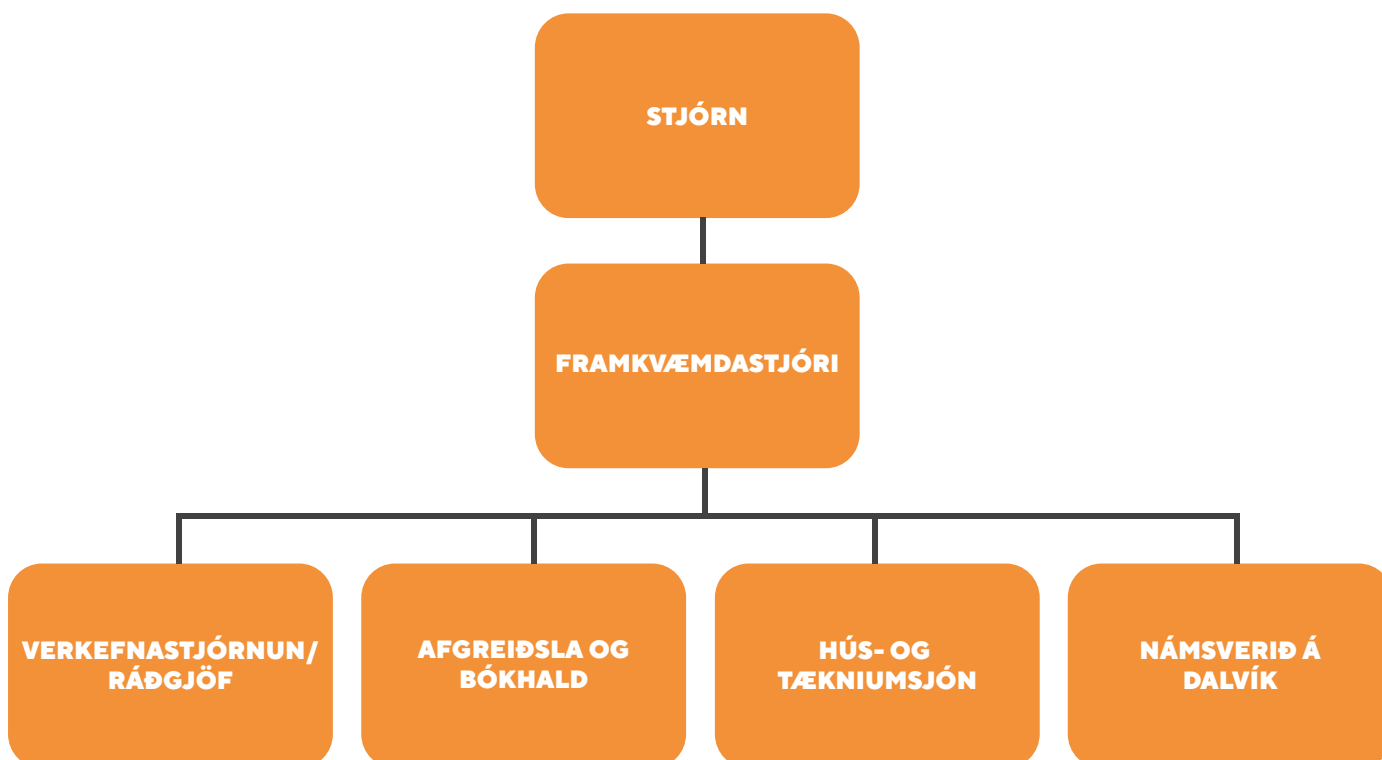 STJÓRN
FRAMKVÆMDASTJÓRI
VERKEFNASTJÓRNUN/
RÁÐGJÖF
AFGREIÐSLA OG
BÓKHALD
HÚS- OG
TÆKNIUMSJÓN
NÁMSVERIÐ Á
DALVÍK